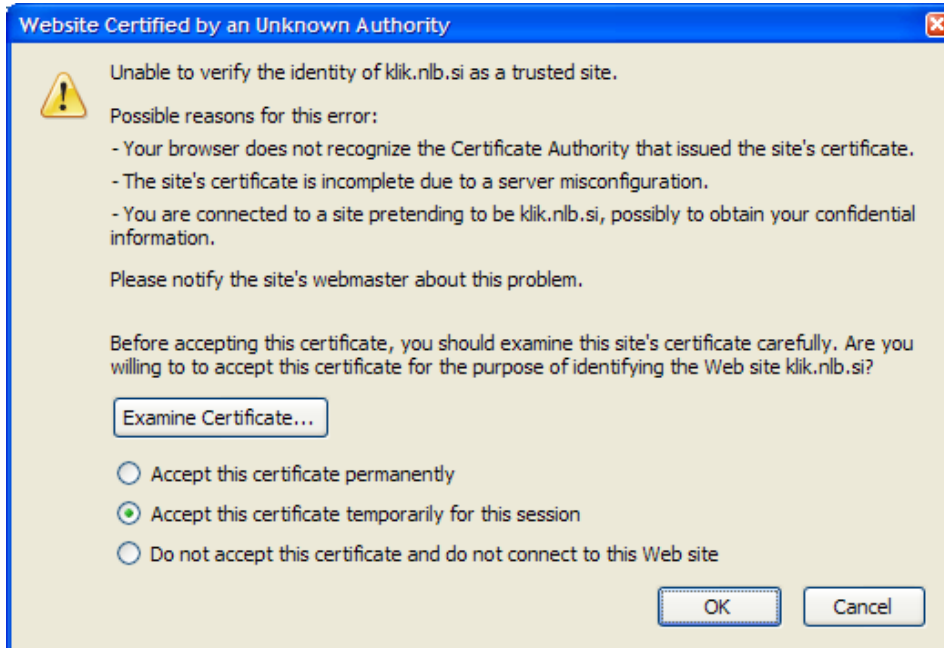 Website Certified by an Unknown Authority
Unable to verify the identity of klik.nlb.si as a trusted site.
Possible reasons for this error:
- Your browser does not recognize the Certificate Authority that issued the site's certificate.
- The site's certificate is incomplete due to a server misconfiguration.
- You are connected to a site pretending to be klik.nlb.si, possibly to obtain your confidential
information.
Please notify the site's webmaster about this problem.
Before accepting this certificate, you should examine this site's certificate carefully. Are you
willing to to accept this certificate for the purpose of identifying the Web site klik.nlb.si?
Examine Certificate...
Accept this certificate permanently
Accept this certificate temporarily for this session
Do not accept this certificate and do not connect to this Web site
OK Cancel